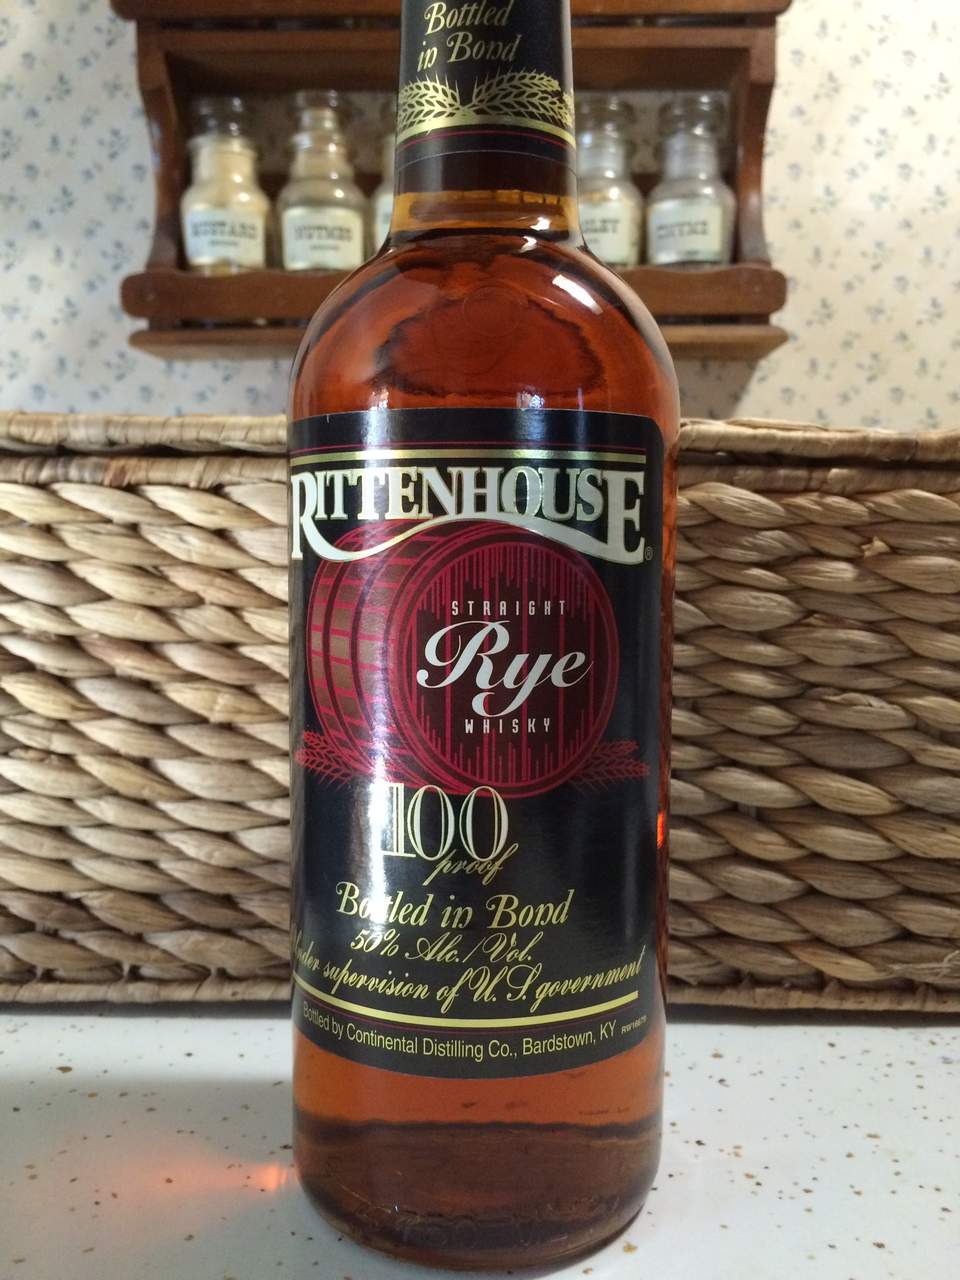 Bottled
in Bond
MUSTARD
NUTMEG
THYME
RITTENHOUSE®
STRAIGHT
Rye
WHISKY
100
proof
Bottled in Bond
50% Alc./Vol.
Under supervision of U.S. government
Bottled by Continental Distilling Co., Bardstown, KY